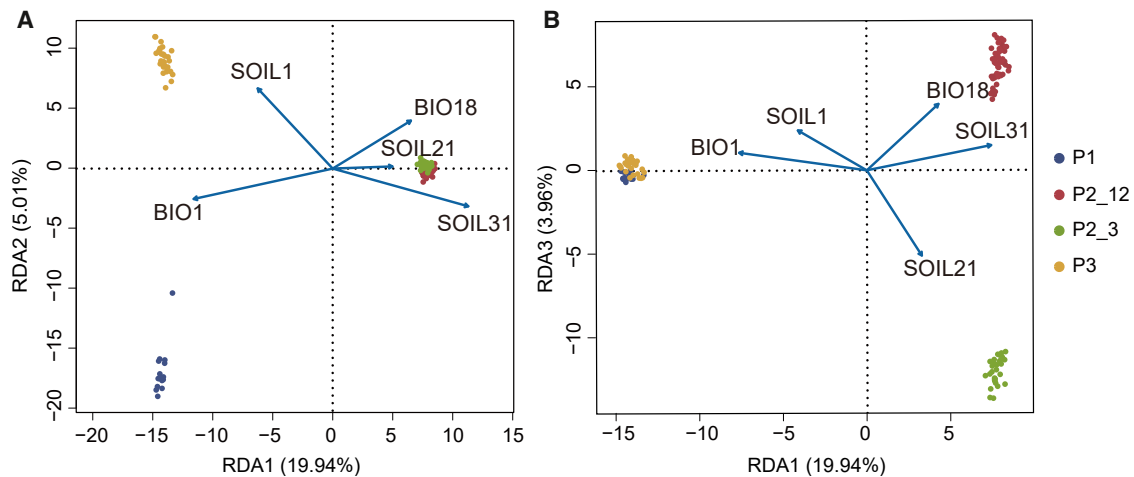 A
10
5
0
−5
−10
−15
−20
RDA2 (5.01%)
SOIL1
BIO18
SOIL21
BIO1
SOIL31
−20 −15 −10 −5 0 5 10 15
RDA1 (19.94%)
B
5
0
−5
−10
RDA3 (3.96%)
BIO18
SOIL1
SOIL31
BIO1
SOIL21
−15 −10 −5 0 5
RDA1 (19.94%)
P1
P2_12
P2_3
P3